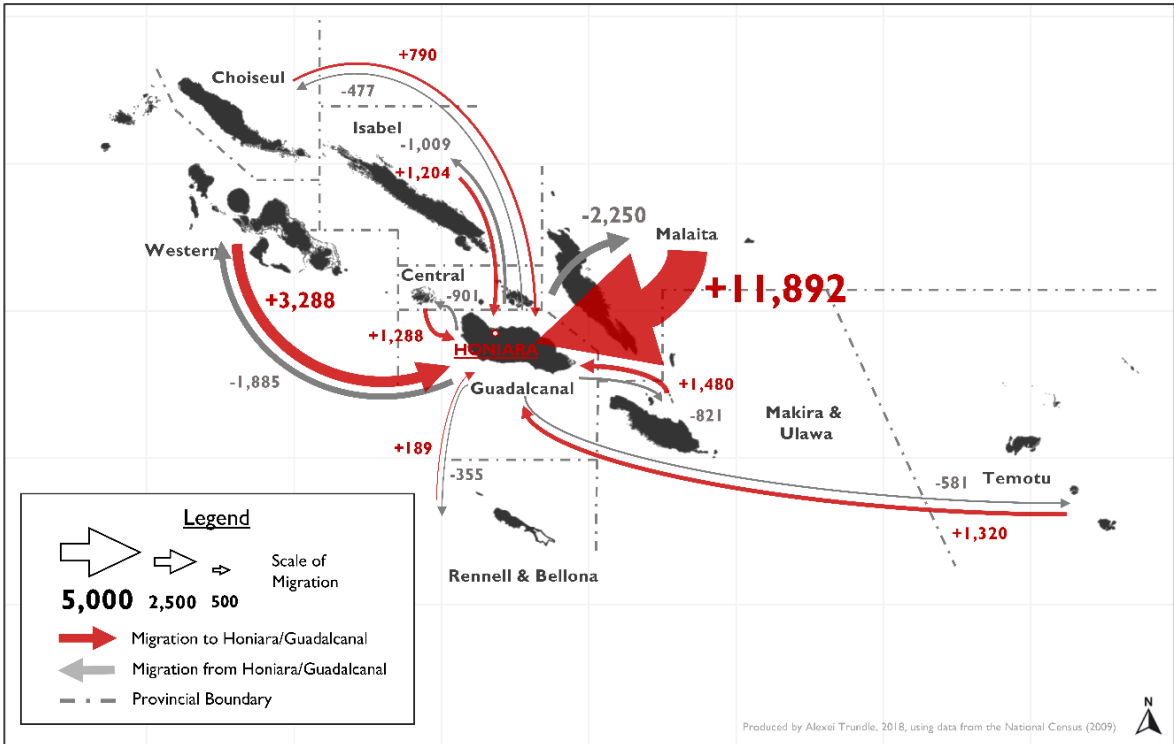 +790
Choiseul
-477
Isabel
-1,009
+1,204
-2,250
Malaita
Western
Central
+3,288
-901
+11,892
+1,288
HONIARA
-1,885
Guadalcanal
+1,480
-821
Makira &
Ulawa
+189
-355
-581
Temotu
+1,320
Rennell & Bellona
Legend
Scale of
Migration
5,000 2,500 500
Migration to Honiara/Guadalcanal
Migration from Honiara/Guadalcanal
Provincial Boundary
Produced by Alexei Trundle, 2018, using data from the National Census (2009)
N